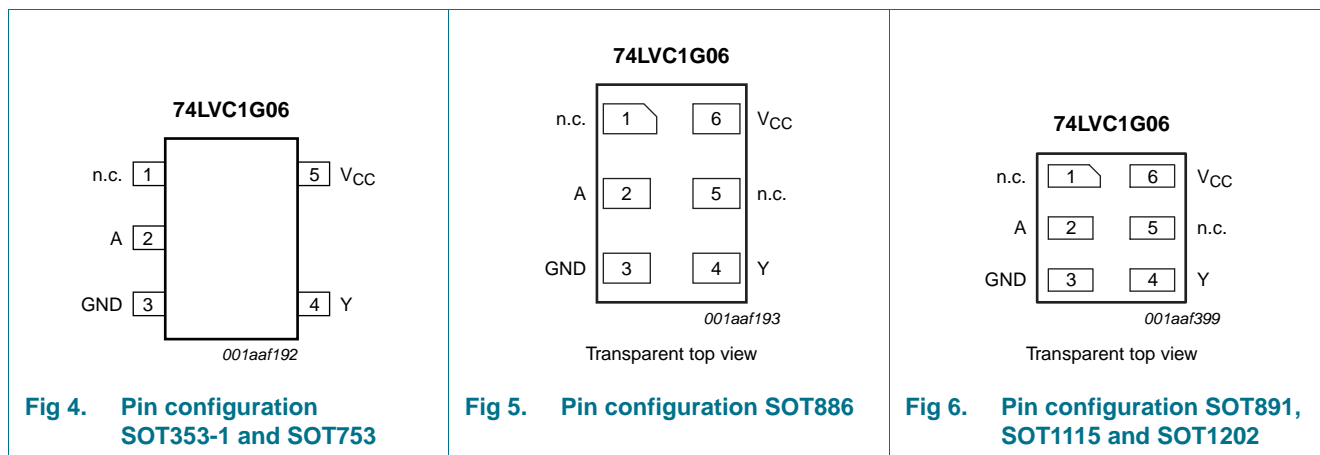 74LVC1G06
n.c. 1
5 VCC
A 2
GND 3
4 Y
001aaf192
Fig 4. Pin configuration
SOT353-1 and SOT753
74LVC1G06
n.c. 1 6 VCC
A 2 5 n.c.
GND 3 4 Y
001aaf193
Transparent top view
Fig 5. Pin configuration SOT886
74LVC1G06
n.c. 1 6 VCC
A 2 5 n.c.
GND 3 4 Y
001aaf399
Transparent top view
Fig 6. Pin configuration SOT891,
SOT1115 and SOT1202